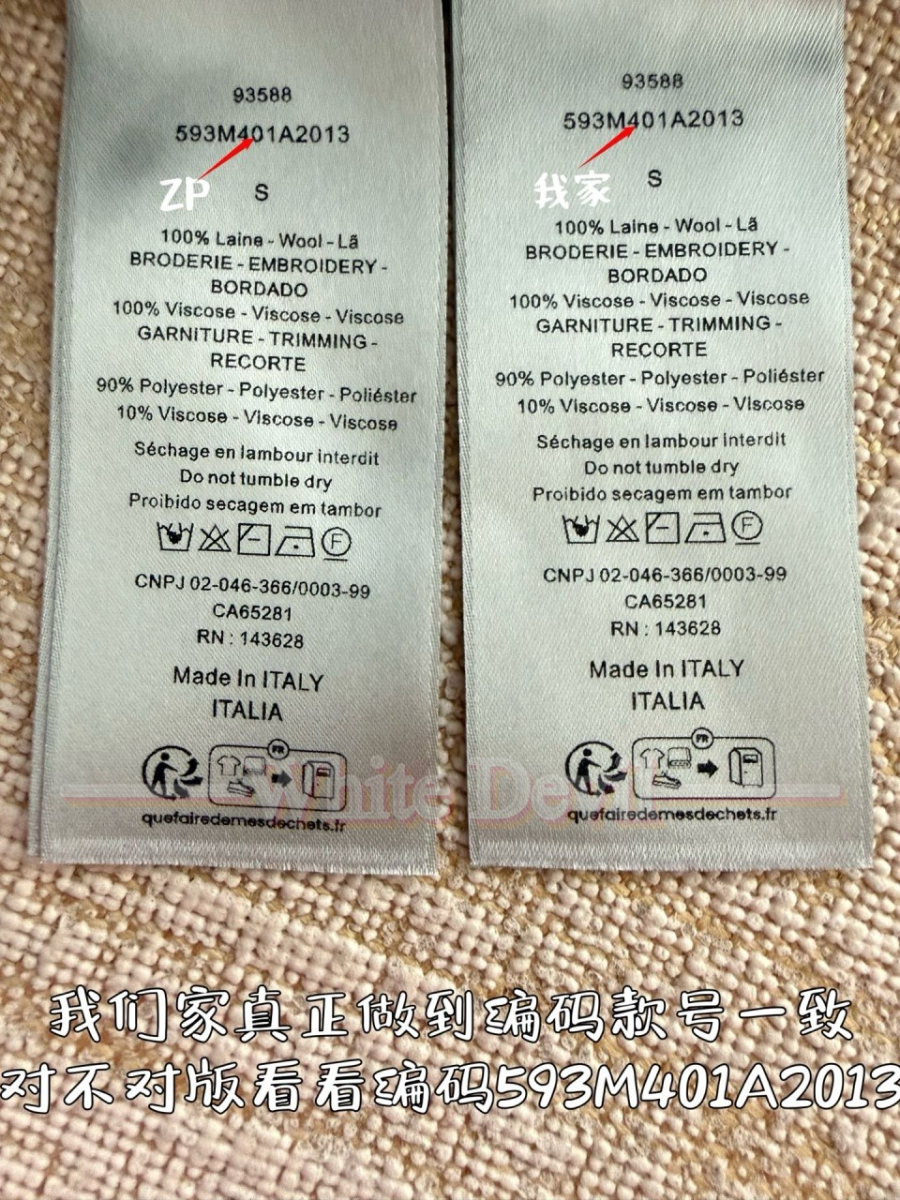 93588
593M401A2013
ZP
S
100% Laine - Wool - Lã
BRODERIE - EMBROIDERY -
BORDADO
100% Viscose - Viscose - Viscose
GARNITURE - TRIMMING -
RECORTE
90% Polyester - Polyester - Poliéster
10% Viscose - Viscose - Viscose
Séchage en lambour interdit
Do not tumble dry
Proibido secagem em tambor
F
CNPJ 02-046-366/0003-99
CA65281
RN : 143628
Made In ITALY
ITALIA
FR
quefairedemesdechets.fr
93588
593M401A2013
我家
S
100% Laine - Wool - Lã
BRODERIE - EMBROIDERY -
BORDADO
100% Viscose - Viscose - Viscose
GARNITURE - TRIMMING -
RECORTE
90% Polyester - Polyester - Poliéster
10% Viscose - Viscose - Viscose
Séchage en lambour interdit
Do not tumble dry
Proibido secagem em tambor
F
CNPJ 02-046-366/0003-99
CA65281
RN : 143628
Made In ITALY
ITALIA
FR
quefairedemesdechets.fr
White
我们家真正做到编码款号一致
对不对版看看编码593M401A2013